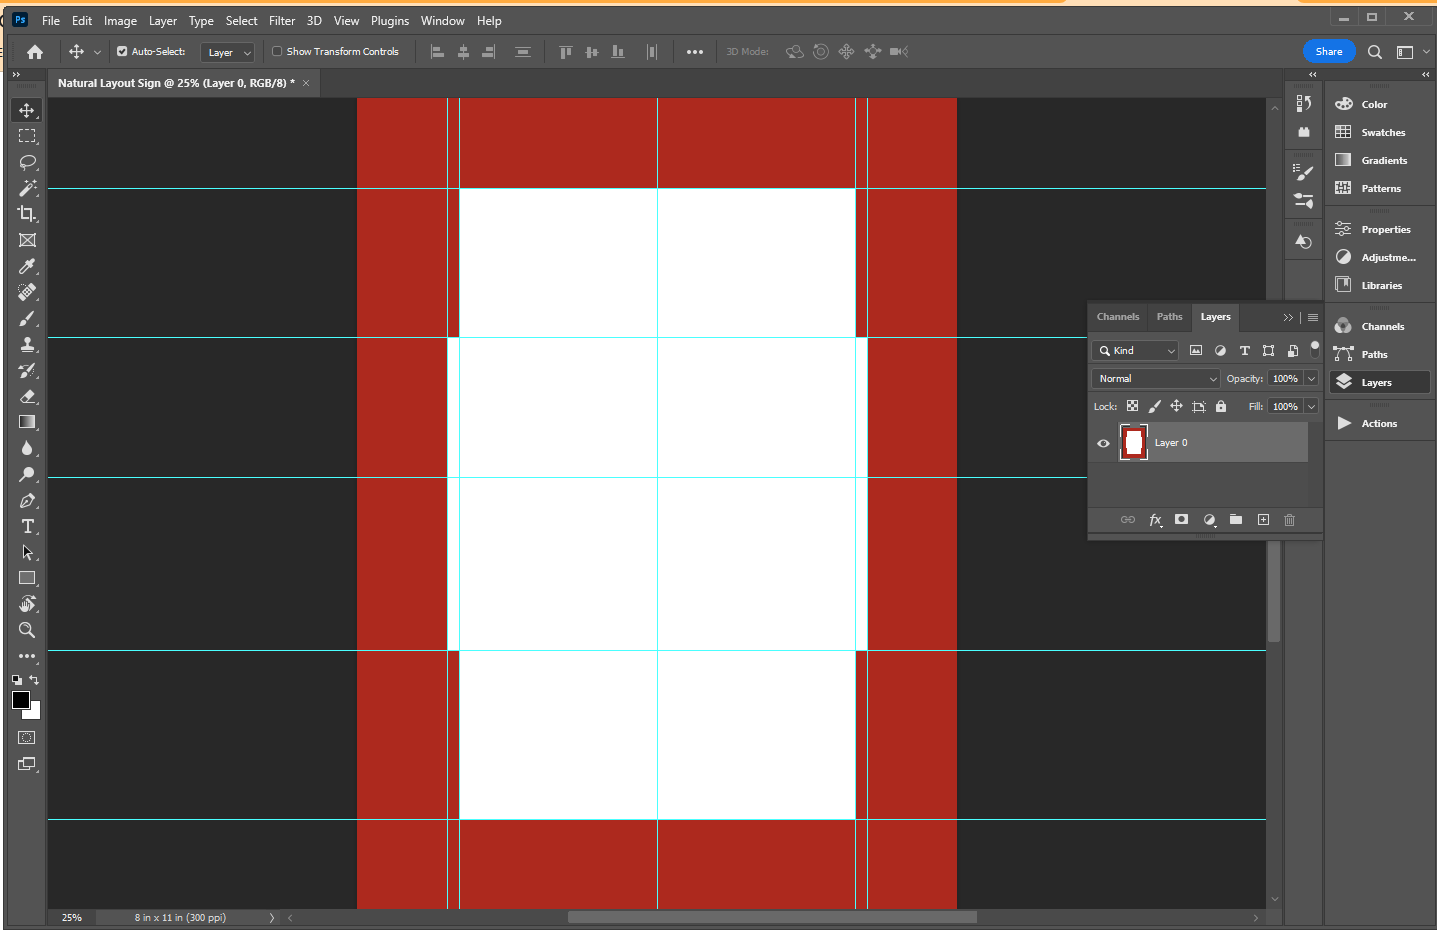 Ps File Edit Image Layer Type Select Filter 3D View Plugins Window Help
Auto-Select: Layer Show Transform Controls ••• 3D Mode: Share
Natural Layout Sign @ 25% (Layer 0, RGB/8) * ×
Color
Swatches
Gradients
Patterns
Properties
Adjustme...
Libraries
Channels
Paths
Layers
Actions
Channels Paths Layers
Kind
Normal Opacity: 100%
Lock: Fill: 100%
Layer 0
fx
25% 8 in x 11 in (300 ppi)